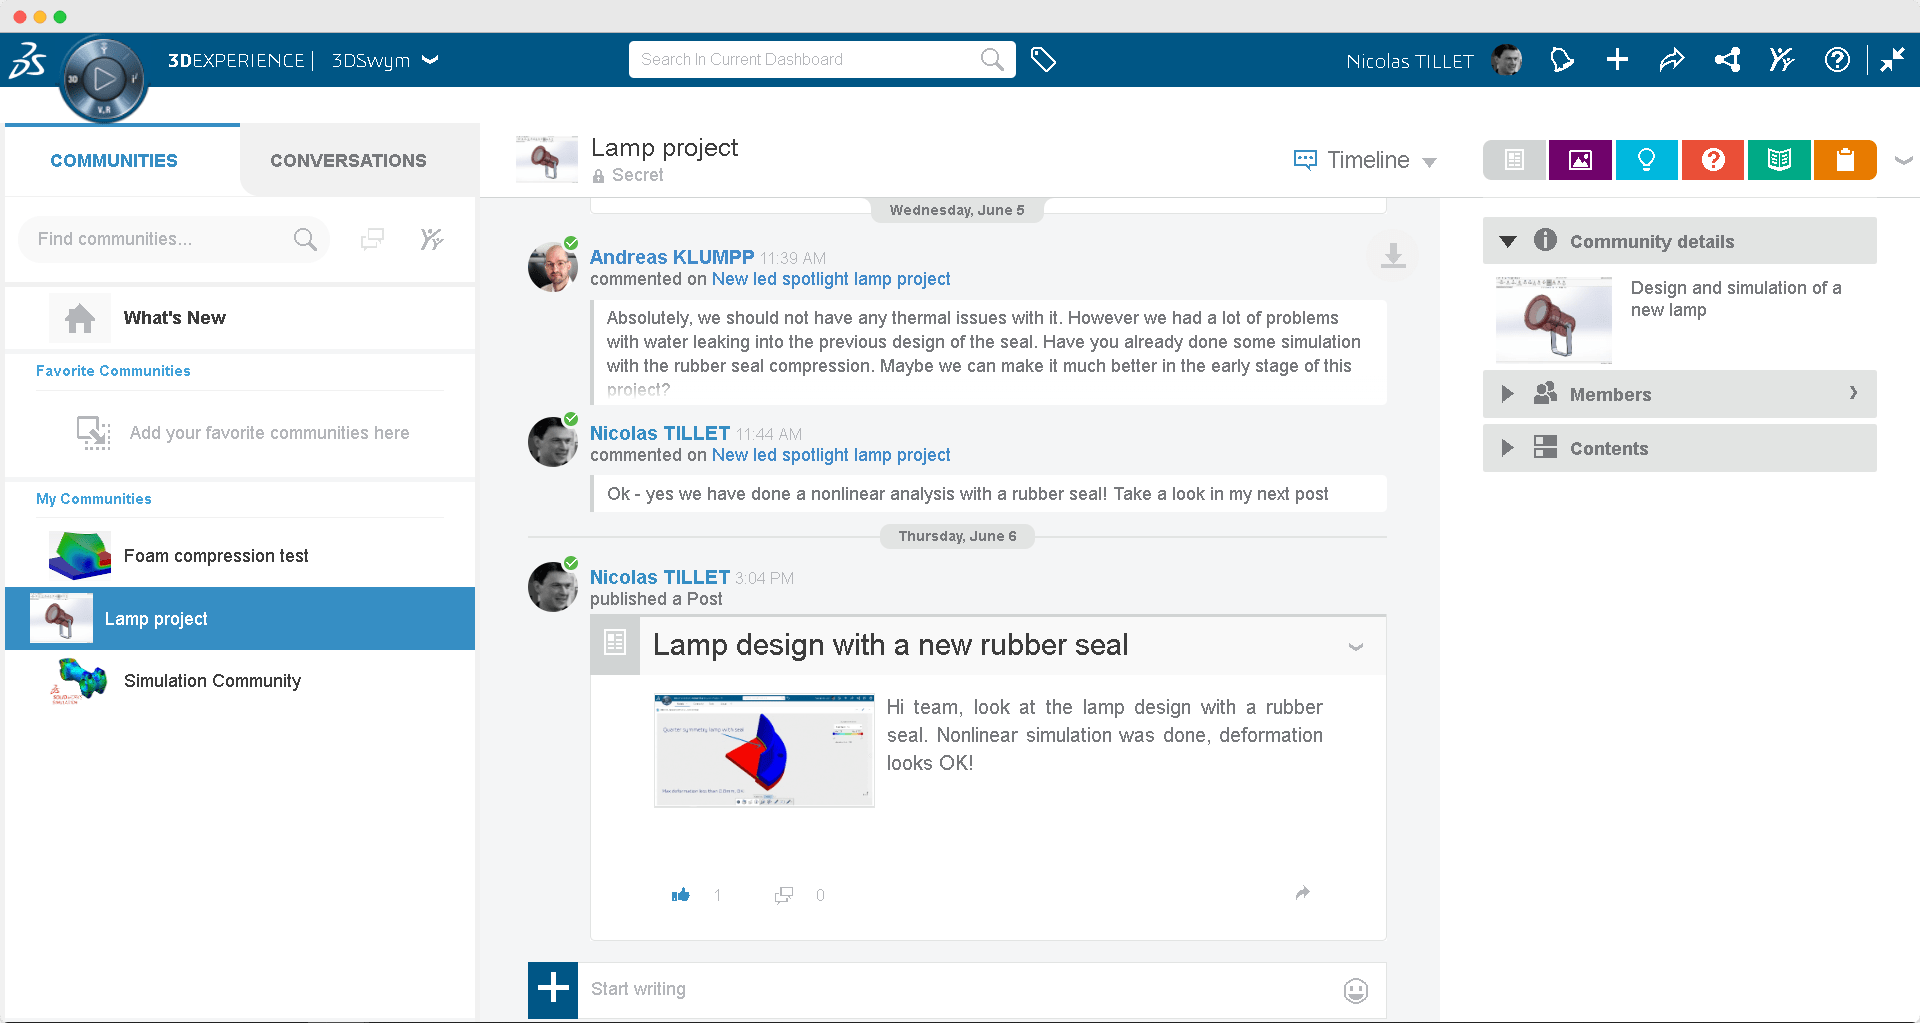 3DEXPERIENCE | 3DSwym
Search In Current Dashboard
Nicolas TILLET
3D
V.R
COMMUNITIES
CONVERSATIONS
Find communities...
What's New
Favorite Communities
Add your favorite communities here
My Communities
Foam compression test
Lamp project
Simulation Community
Lamp project
Secret
Timeline
Wednesday, June 5
Andreas KLUMPP 11:39 AM
commented on New led spotlight lamp project
Absolutely, we should not have any thermal issues with it. However we had a lot of problems
with water leaking into the previous design of the seal. Have you already done some simulation
with the rubber seal compression. Maybe we can make it much better in the early stage of this
project?
Nicolas TILLET 11:44 AM
commented on New led spotlight lamp project
Ok - yes we have done a nonlinear analysis with a rubber seal! Take a look in my next post
Thursday, June 6
Nicolas TILLET 3:04 PM
published a Post
Lamp design with a new rubber seal
Quarter symmetry lamp with seal
Hi team, look at the lamp design with a rubber
seal. Nonlinear simulation was done, deformation
looks OK!
1
0
Start writing
Community details
Design and simulation of a
new lamp
Members
Contents